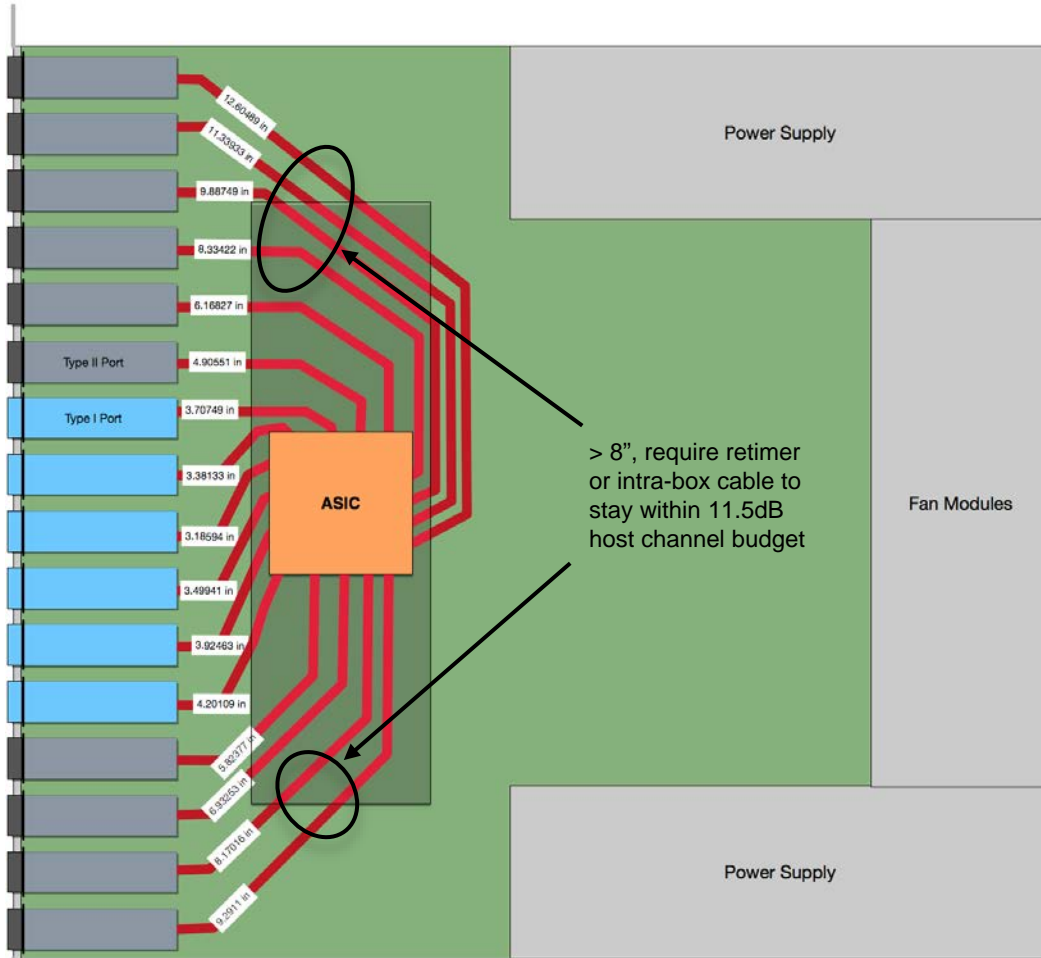 12.60489 in
Power Supply
11.33933 in
9.88749 in
8.33422 in
6.16827 in
Type II Port
4.90551 in
Type I Port
3.70749 in
3.38133 in
> 8”, require retimer
or intra-box cable to
stay within 11.5dB
host channel budget
ASIC
Fan Modules
3.18594 in
3.49941 in
3.92463 in
4.20109 in
5.82377 in
6.93253 in
8.17016 in
Power Supply
9.2911 in